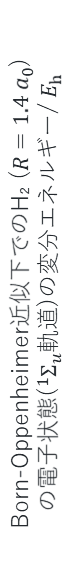 Born-Oppenheimer近似下でのH₂ (R = 1.4 a₀)
の電子状態(¹Σᵤ軌道)の変分エネルギー/ Eₕ